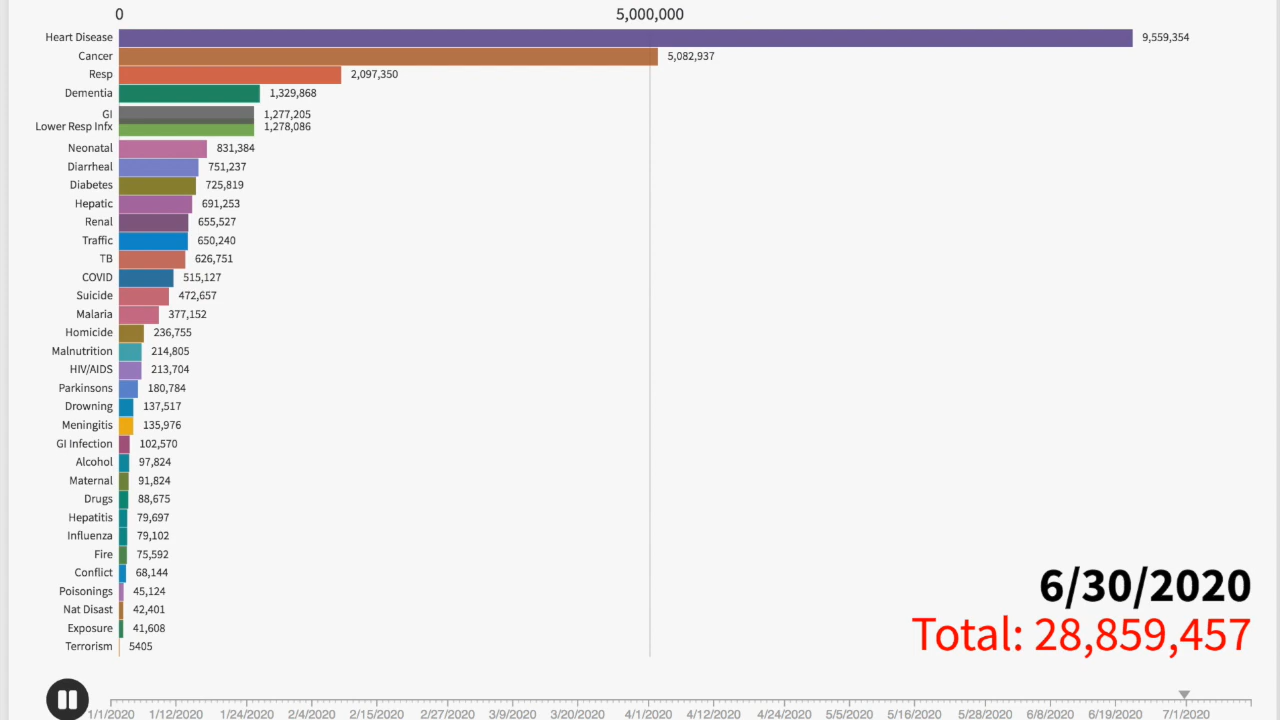 0 5,000,000
Heart Disease 9,559,354
Cancer 5,082,937
Resp 2,097,350
Dementia 1,329,868
GI 1,277,205
Lower Resp Infx 1,278,086
Neonatal 831,384
Diarrheal 751,237
Diabetes 725,819
Hepatic 691,253
Renal 655,527
Traffic 650,240
TB 626,751
COVID 515,127
Suicide 472,657
Malaria 377,152
Homicide 236,755
Malnutrition 214,805
HIV/AIDS 213,704
Parkinsons 180,784
Drowning 137,517
Meningitis 135,976
GI Infection 102,570
Alcohol 97,824
Maternal 91,824
Drugs 88,675
Hepatitis 79,697
Influenza 79,102
Fire 75,592
Conflict 68,144
Poisonings 45,124
Nat Disast 42,401
Exposure 41,608
Terrorism 5405
6/30/2020
Total: 28,859,457
1/1/2020 1/12/2020 1/24/2020 2/4/2020 2/15/2020 2/27/2020 3/9/2020 3/20/2020 4/1/2020 4/12/2020 4/24/2020 5/5/2020 5/16/2020 5/28/2020 6/8/2020 6/19/2020 7/1/2020